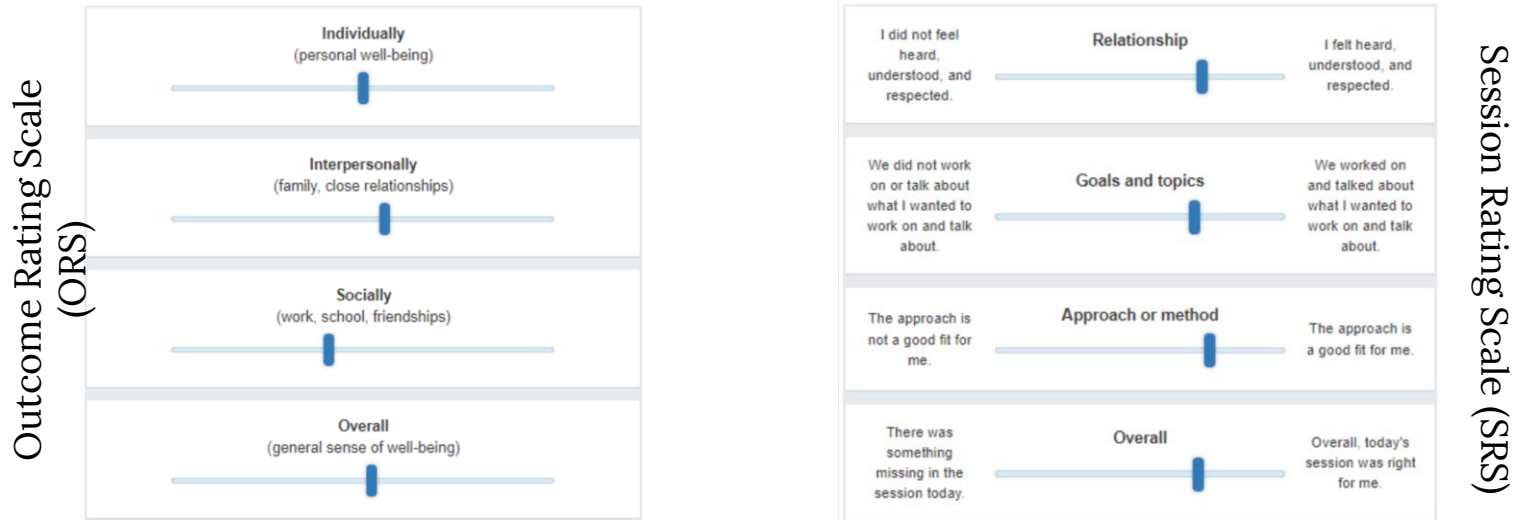 Outcome Rating Scale
(ORS)
Individually
(personal well-being)
Interpersonally
(family, close relationships)
Socially
(work, school, friendships)
Overall
(general sense of well-being)
I did not feel
heard,
understood, and
respected.
Relationship
I felt heard,
understood, and
respected.
We did not work
on or talk about
what I wanted to
work on and talk
about.
Goals and topics
We worked on
and talked about
what I wanted to
work on and talk
about.
The approach is
not a good fit for
me.
Approach or method
The approach is
a good fit for me.
There was
something
missing in the
session today.
Overall
Overall, today's
session was right
for me.
Session Rating Scale (SRS)